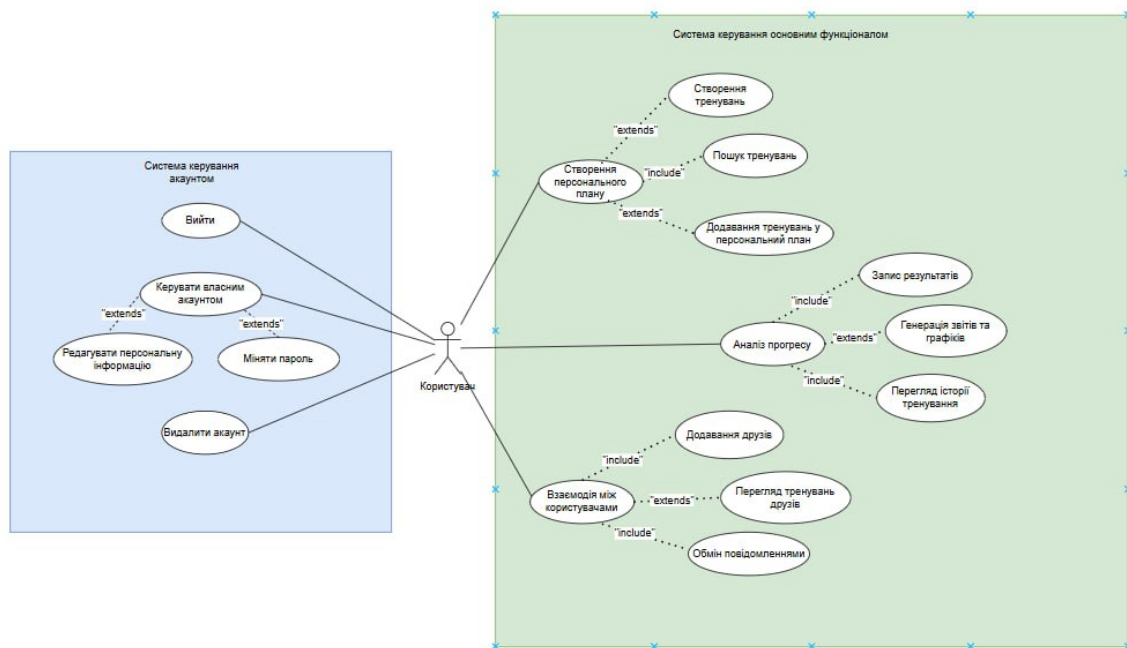 Система керування
акаунтом
Вийти
Керувати власним
акаунтом
"extends"
"extends"
Редагувати персональну
інформацію
Міняти пароль
Видалити акаунт
Користувач
Система керування основним функціоналом
Створення
тренувань
"extends"
Пошук тренувань
"include"
Створення
персонального
плану
"extends"
Додавання тренувань у
персональний план
Запис результатів
"include"
Генерація звітів та
графіків
"extends"
Аналіз прогресу
"include"
Перегляд історії
тренування
Додавання друзів
"include"
Взаємодія між
користувачами
"extends"
Перегляд тренувань
друзів
"include"
Обмін повідомленнями